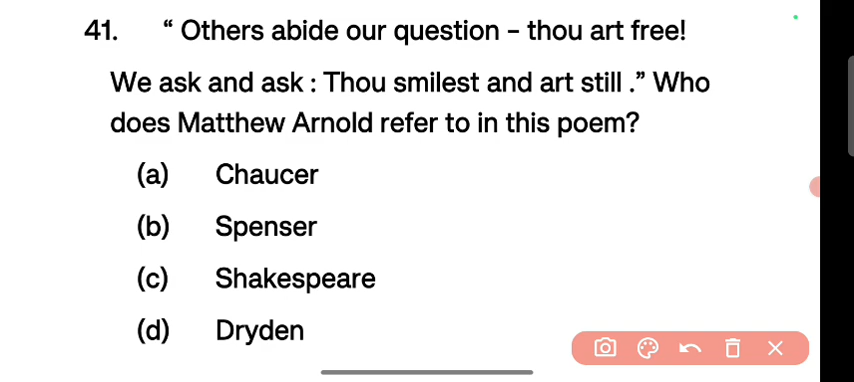 41. “ Others abide our question – thou art free!
We ask and ask : Thou smilest and art still .” Who
does Matthew Arnold refer to in this poem?
(a) Chaucer
(b) Spenser
(c) Shakespeare
(d) Dryden